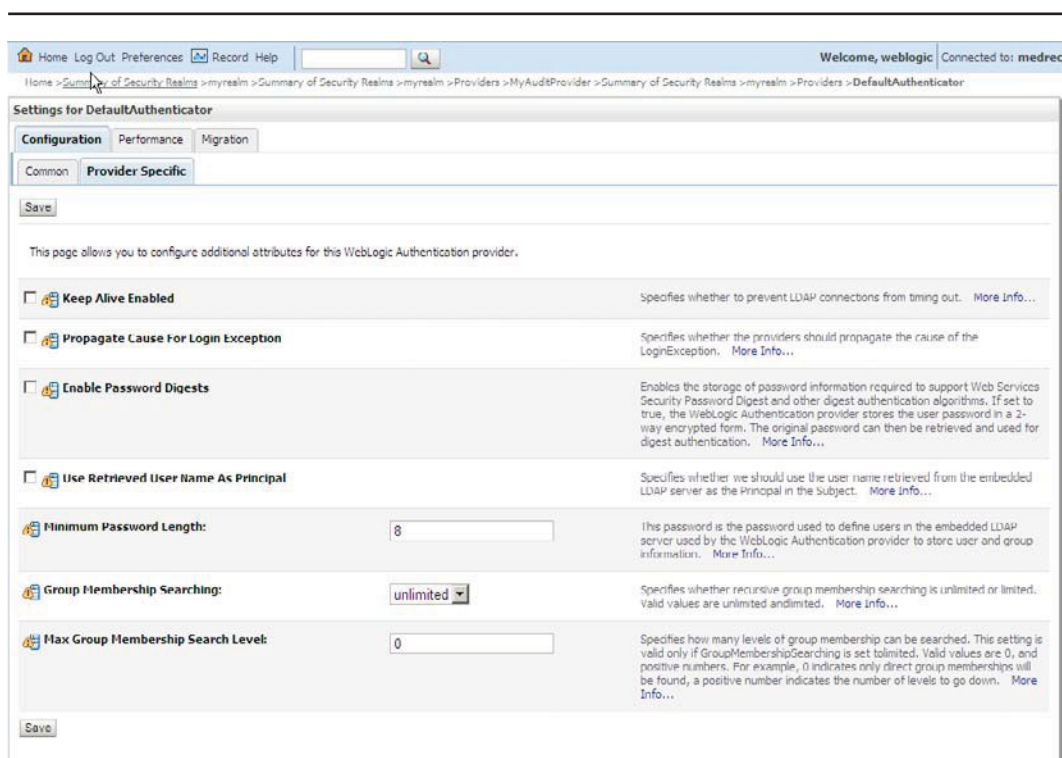 Home Log Out Preferences Record Help
Welcome, weblogic Connected to: medrec
Home >Summary of Security Realms >myrealm >Summary of Security Realms >myrealm >Providers >MyAuditProvider >Summary of Security Realms >myrealm >Providers >DefaultAuthenticator
Settings for DefaultAuthenticator
Configuration Performance Migration
Common Provider Specific
Save
This page allows you to configure additional attributes for this WebLogic Authentication provider.
Keep Alive Enabled
Specifies whether to prevent LDAP connections from timing out. More Info...
Propagate Cause For Login Exception
Specifies whether the providers should propagate the cause of the
LoginException. More Info...
Enable Password Digests
Enables the storage of password information required to support Web Services
Security Password Digest and other digest authentication algorithms. If set to
true, the WebLogic Authentication provider stores the user password in a 2-
way encrypted form. The original password can then be retrieved and used for
digest authentication. More Info...
Use Retrieved User Name As Principal
Specifies whether we should use the user name retrieved from the embedded
LDAP server as the Principal in the Subject. More Info...
Minimum Password Length:
8
This password is the password used to define users in the embedded LDAP
server used by the WebLogic Authentication provider to store user and group
information. More Info...
Group Membership Searching:
unlimited
Specifies whether recursive group membership searching is unlimited or limited.
Valid values are unlimited andlimited. More Info...
Max Group Membership Search Level:
0
Specifies how many levels of group membership can be searched. This setting is
valid only if GroupMembershipSearching is set tolimited. Valid values are 0, and
positive numbers. For example, 0 indicates only direct group memberships will
be found, a positive number indicates the number of levels to go down. More
Info...
Save